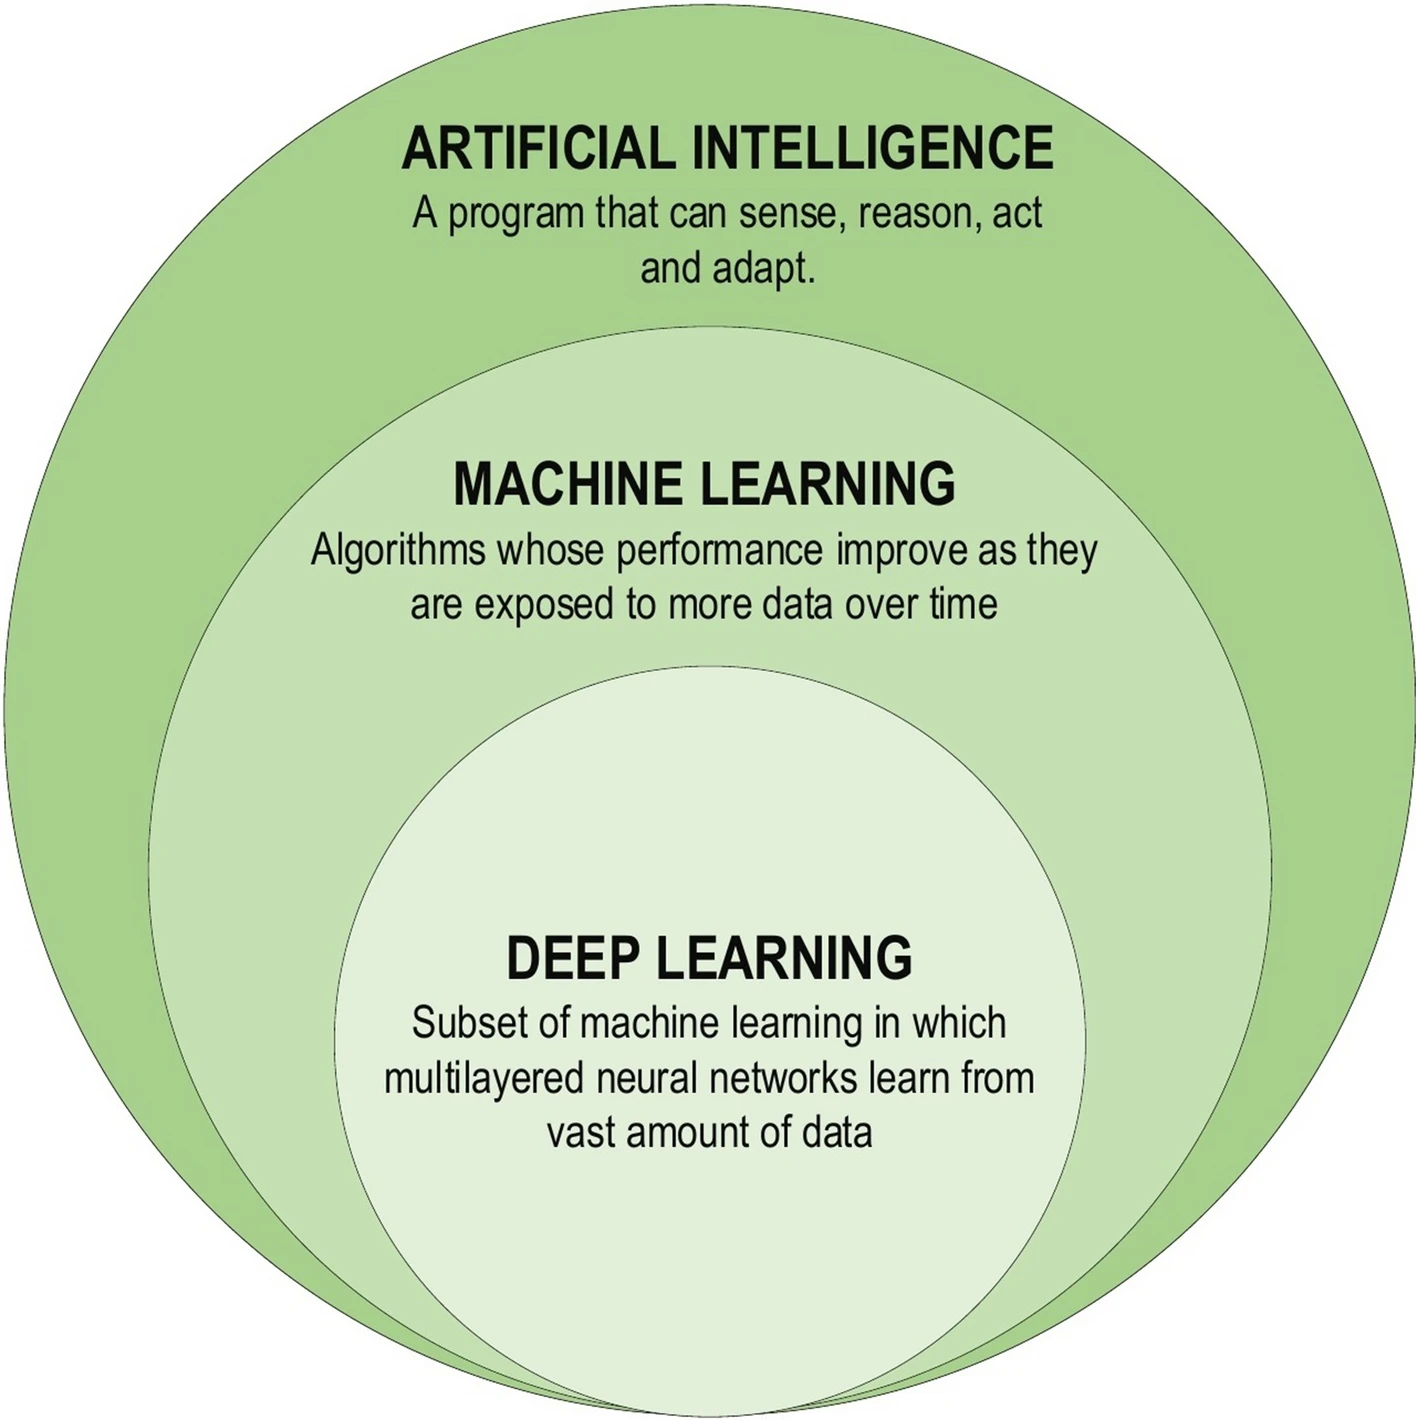 ARTIFICIAL INTELLIGENCE
A program that can sense, reason, act
and adapt.
MACHINE LEARNING
Algorithms whose performance improve as they
are exposed to more data over time
DEEP LEARNING
Subset of machine learning in which
multilayered neural networks learn from
vast amount of data